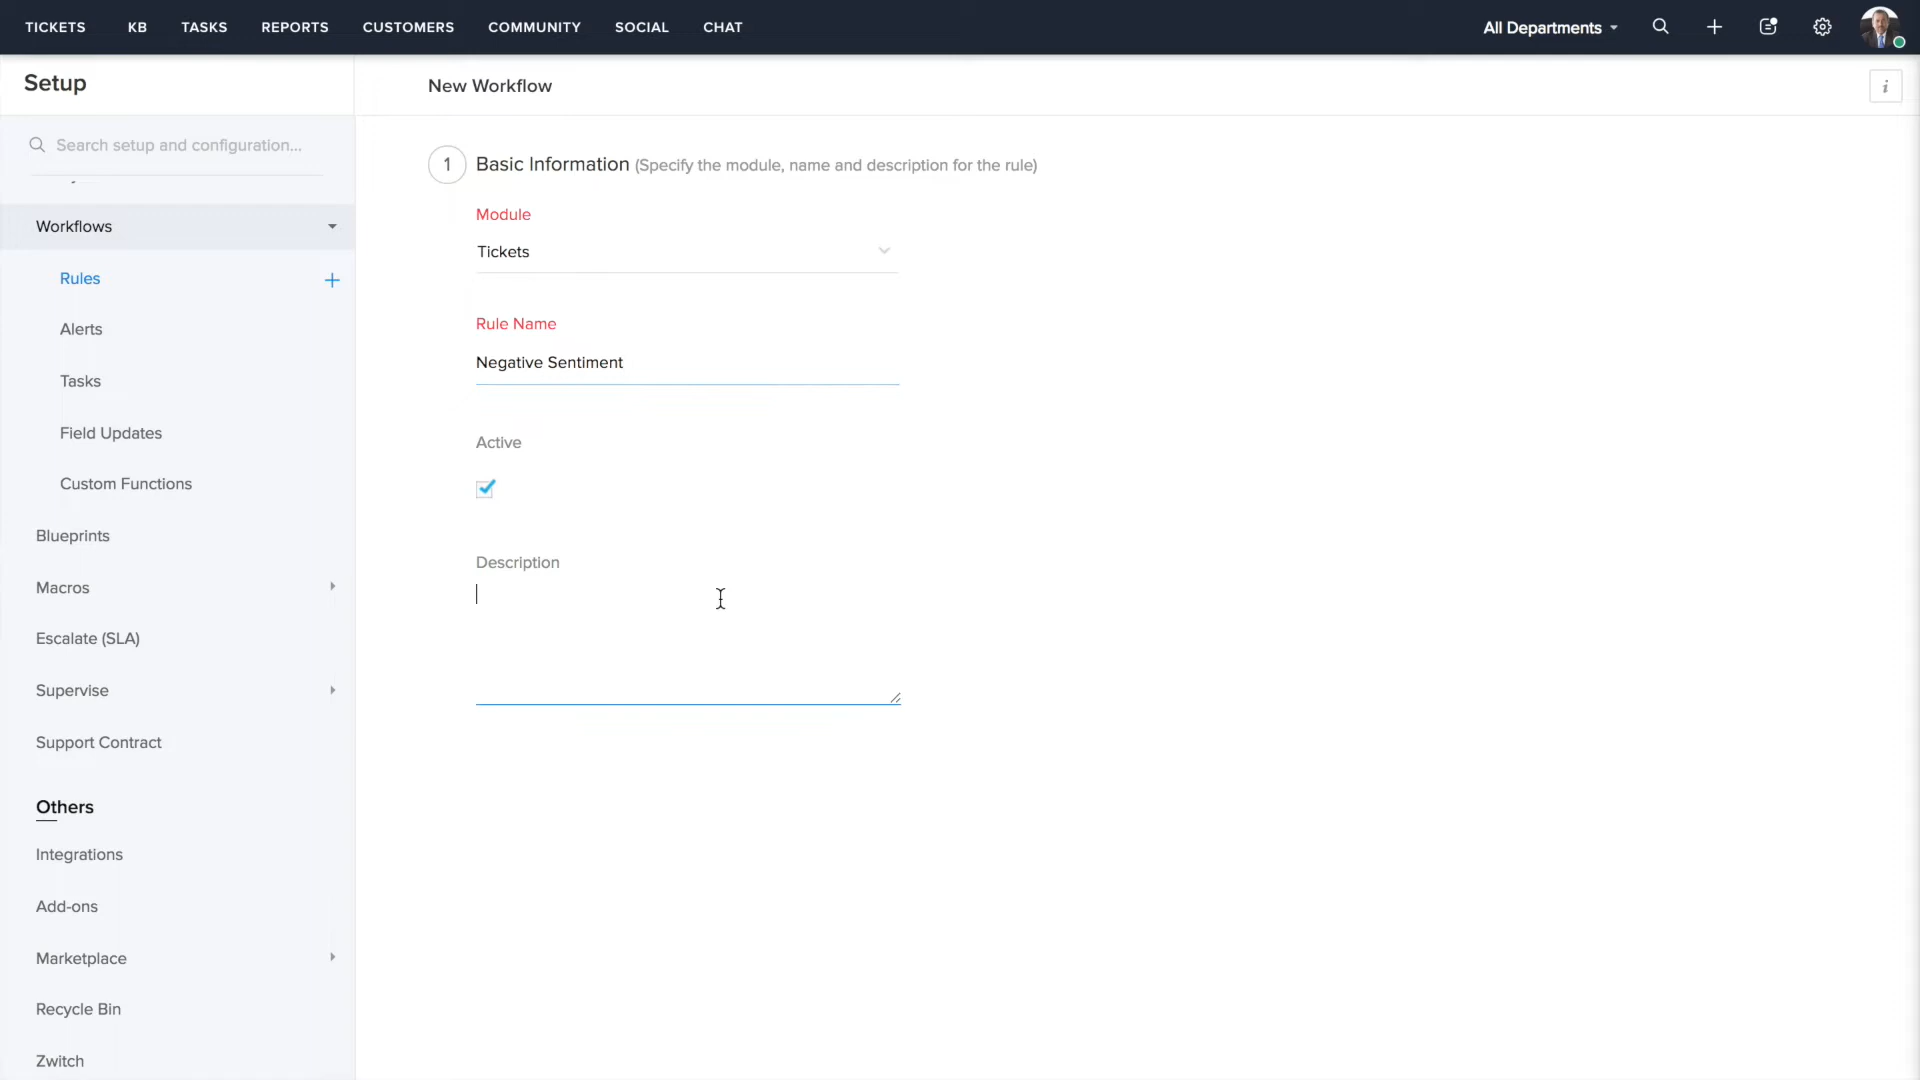 TICKETS KB TASKS REPORTS CUSTOMERS COMMUNITY SOCIAL CHAT All Departments
Setup
New Workflow
i
Search setup and configuration...
1 Basic Information (Specify the module, name and description for the rule)
Module
Workflows
Tickets
Rules
Rule Name
Alerts
Negative Sentiment
Tasks
Field Updates
Active
Custom Functions
Blueprints
Description
Macros
Escalate (SLA)
Supervise
Support Contract
Others
Integrations
Add-ons
Marketplace
Recycle Bin
Zwitch